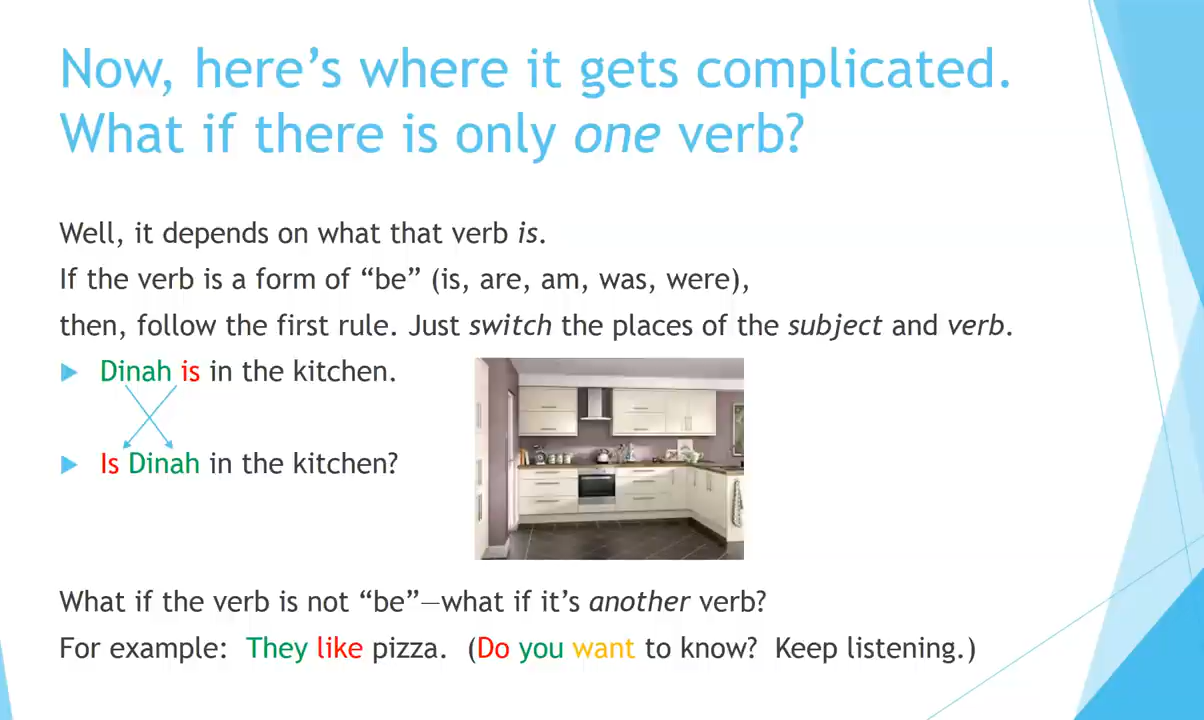 Now, here’s where it gets complicated.
What if there is only one verb?
Well, it depends on what that verb is.
If the verb is a form of “be” (is, are, am, was, were),
then, follow the first rule. Just switch the places of the subject and verb.
Dinah is in the kitchen.
Is Dinah in the kitchen?
What if the verb is not “be”—what if it’s another verb?
For example: They like pizza. (Do you want to know? Keep listening.)